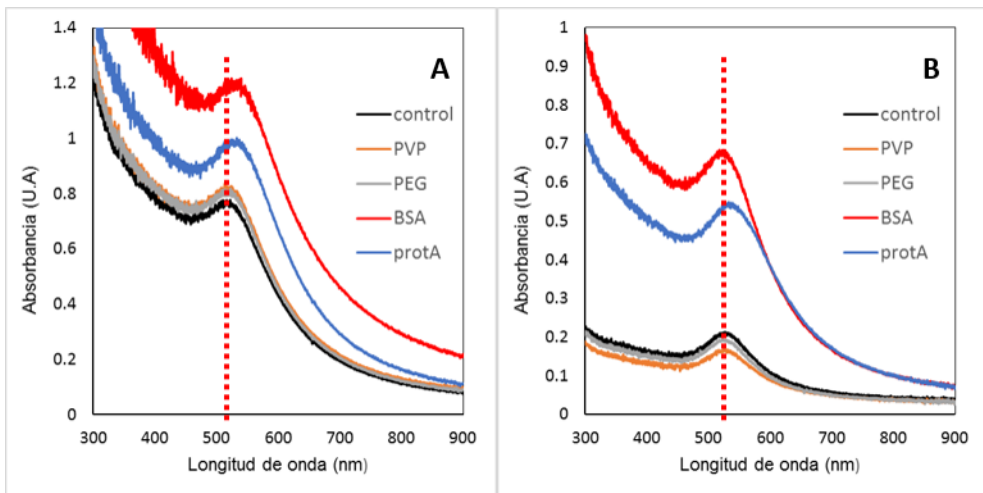 1.4
1.2
1
0.8
0.6
0.4
0.2
0
Absorbancia (U.A)
300 400 500 600 700 800 900
Longitud de onda (nm)
A
control
PVP
PEG
BSA
protA
1
0.9
0.8
0.7
0.6
0.5
0.4
0.3
0.2
0.1
0
Absorbancia (U.A)
300 400 500 600 700 800 900
Longitud de onda (nm)
B
control
PVP
PEG
BSA
protA